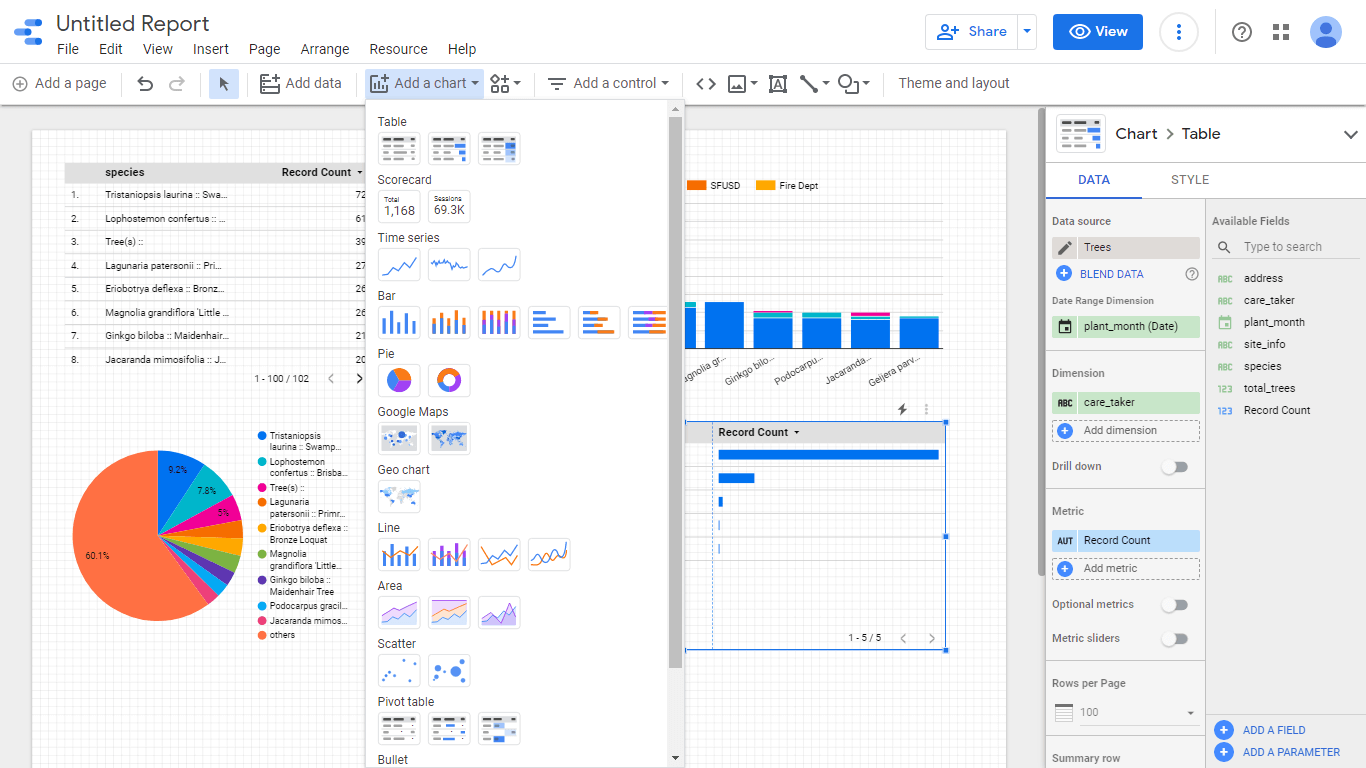 Untitled Report
File Edit View Insert Page Arrange Resource Help
Share
View
Add a page
Add data
Add a chart
Add a control
Theme and layout
species Record Count
1. Tristaniopsis laurina :: Swa... 72
2. Lophostemon confertus :: ... 61
3. Tree(s) :: 39
4. Lagunaria patersonii :: Pri... 27
5. Eriobotrya deflexa :: Bronz... 26
6. Magnolia grandiflora 'Little ... 26
7. Ginkgo biloba :: Maidenhair... 21
8. Jacaranda mimosifolia :: J... 20
1 - 100 / 102
9.2%
7.8%
5%
60.1%
Tristaniopsis
laurina :: Swamp...
Lophostemon
confertus :: Brisba...
Tree(s) ::
Lagunaria
patersonii :: Primr...
Eriobotrya deflexa ::
Bronze Loquat
Magnolia
grandiflora 'Little...
Ginkgo biloba ::
Maidenhair Tree
Podocarpus gracil...
Jacaranda mimos...
others
Table
Scorecard
Total
1,168
Sessions
69.3K
Time series
Bar
Pie
Google Maps
Geo chart
Line
Area
Scatter
Pivot table
Bullet
SFUSD Fire Dept
agnolia gr...
Ginkgo bilo...
Podocarpu...
Jacaranda...
Geijera parv...
Record Count
1 - 5 / 5
Chart > Table
DATA STYLE
Data source
Trees
BLEND DATA
Date Range Dimension
plant_month (Date)
Dimension
ABC care_taker
Add dimension
Drill down
Metric
AUT Record Count
Add metric
Optional metrics
Metric sliders
Rows per Page
100
Summary row
Available Fields
Type to search
ABC address
ABC care_taker
plant_month
ABC site_info
ABC species
123 total_trees
123 Record Count
ADD A FIELD
ADD A PARAMETER